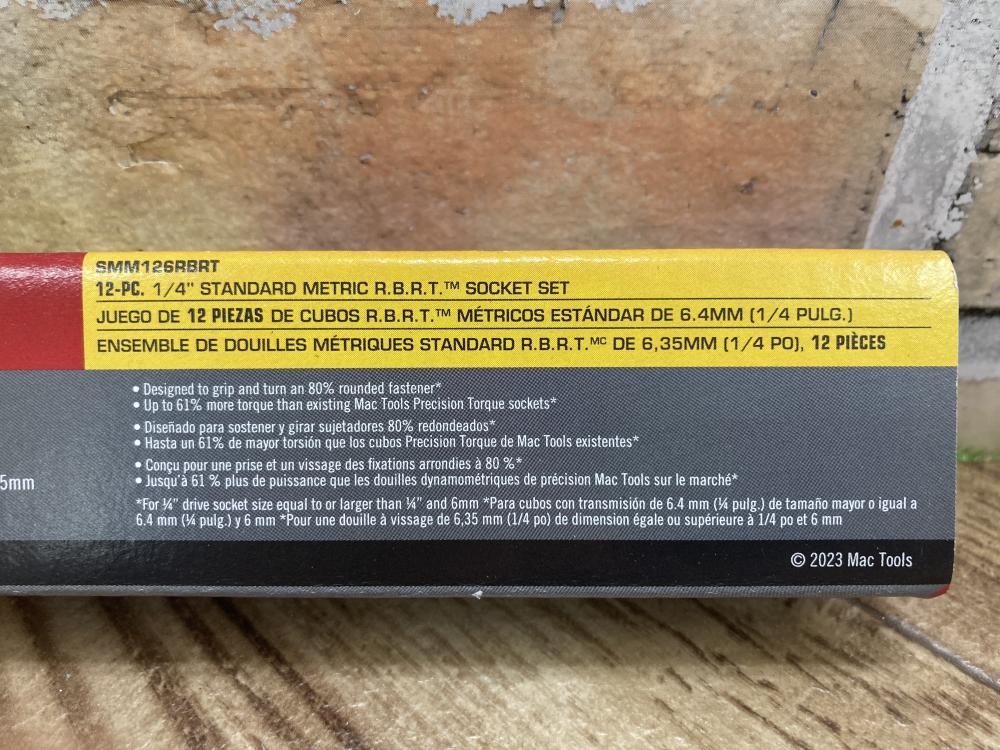 SMM126RBRT
12-PC. 1/4" STANDARD METRIC R.B.R.T.™ SOCKET SET
JUEGO DE 12 PIEZAS DE CUBOS R.B.R.T.™ MÉTRICOS ESTÁNDAR DE 6.4MM (1/4 PULG.)
ENSEMBLE DE DOUILLES MÉTRIQUES STANDARD R.B.R.T.ᴹᶜ DE 6,35MM (1/4 PO), 12 PIÈCES
• Designed to grip and turn an 80% rounded fastener*
• Up to 61% more torque than existing Mac Tools Precision Torque sockets*
• Diseñado para sostener y girar sujetadores 80% redondeados*
• Hasta un 61% de mayor torsión que los cubos Precision Torque de Mac Tools existentes*
• Conçu pour une prise et un vissage des fixations arrondies à 80 %*
• Jusqu'à 61 % plus de puissance que les douilles dynamométriques de précision Mac Tools sur le marché*
5mm
*For ¼" drive socket size equal to or larger than ¼" and 6mm *Para cubos con transmisión de 6.4 mm (¼ pulg.) de tamaño mayor o igual a
6.4 mm (¼ pulg.) y 6 mm *Pour une douille à vissage de 6,35 mm (1/4 po) de dimension égale ou supérieure à 1/4 po et 6 mm
© 2023 Mac Tools